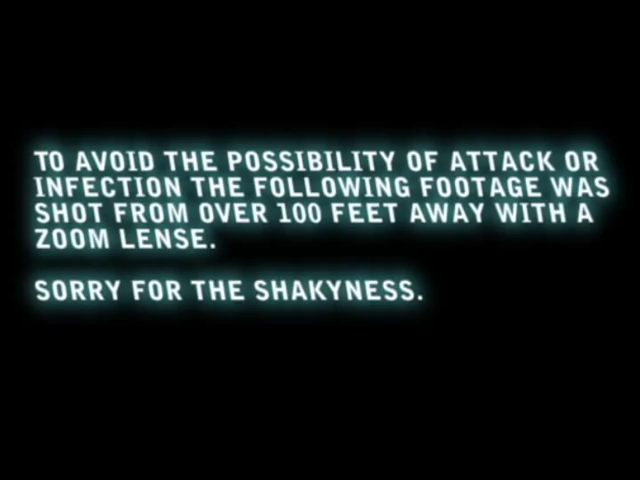 TO AVOID THE POSSIBILITY OF ATTACK OR
INFECTION THE FOLLOWING FOOTAGE WAS
SHOT FROM OVER 100 FEET AWAY WITH A
ZOOM LENSE.
SORRY FOR THE SHAKYNESS.